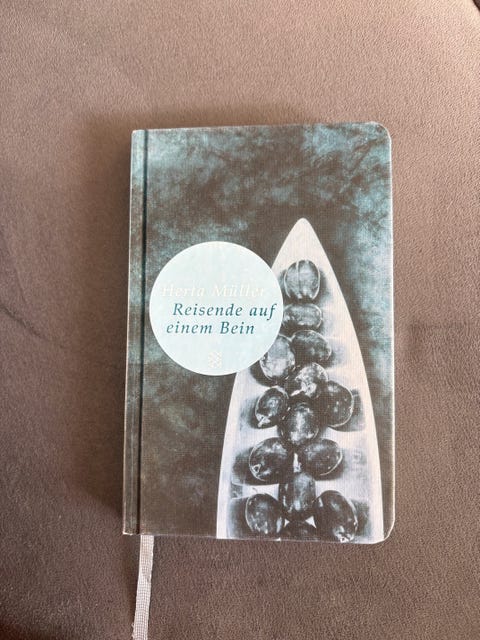 Herta Müller
Reisende auf
einem Bein